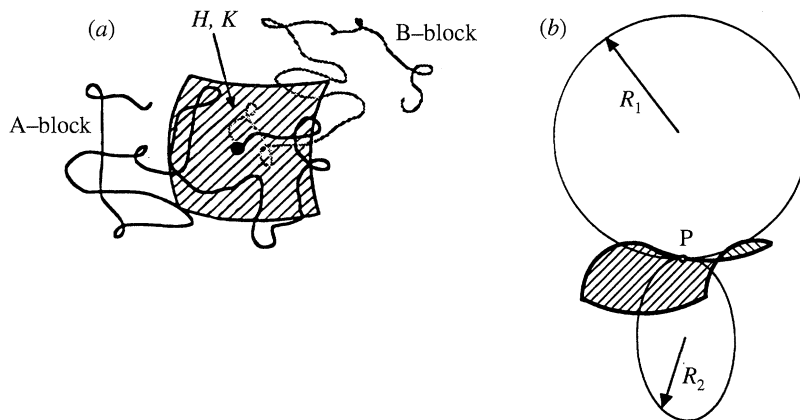 (a)
H, K
B–block
A–block
(b)
R₁
P
R₂